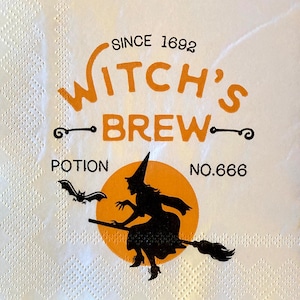 SINCE 1692
WITCH'S
BREW
POTION NO.666